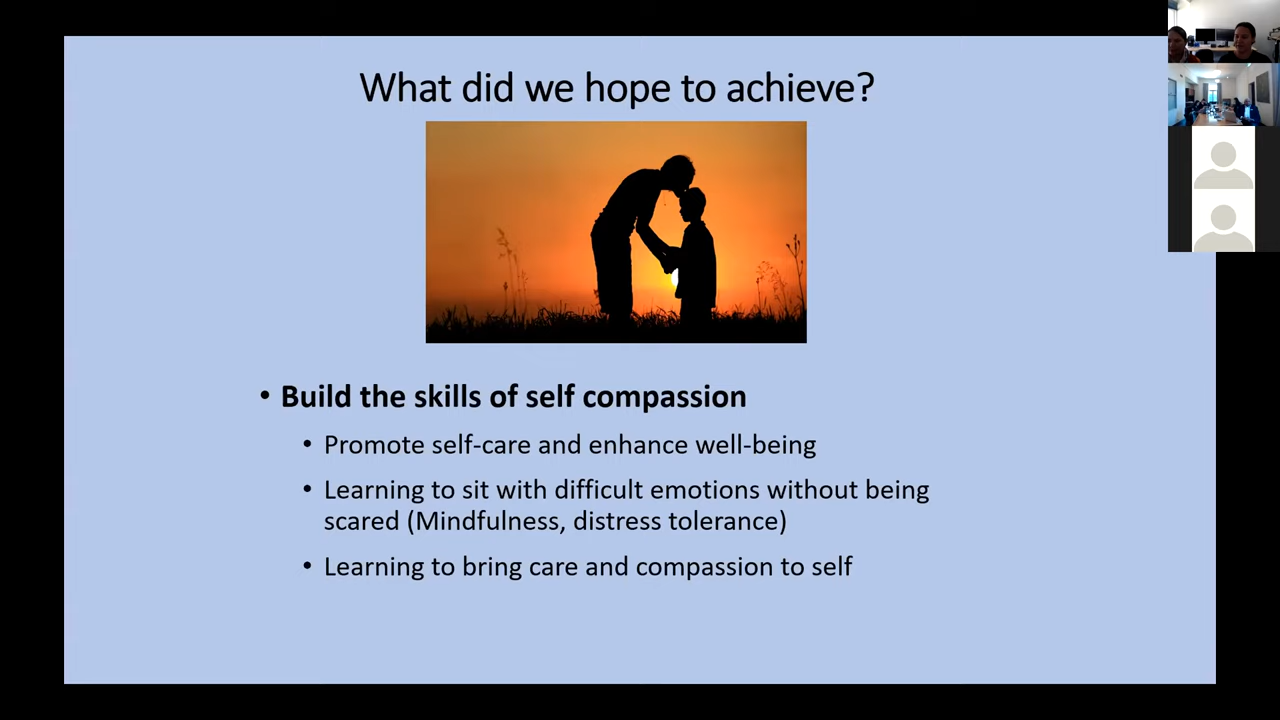 What did we hope to achieve?
• Build the skills of self compassion
• Promote self-care and enhance well-being
• Learning to sit with difficult emotions without being
scared (Mindfulness, distress tolerance)
• Learning to bring care and compassion to self